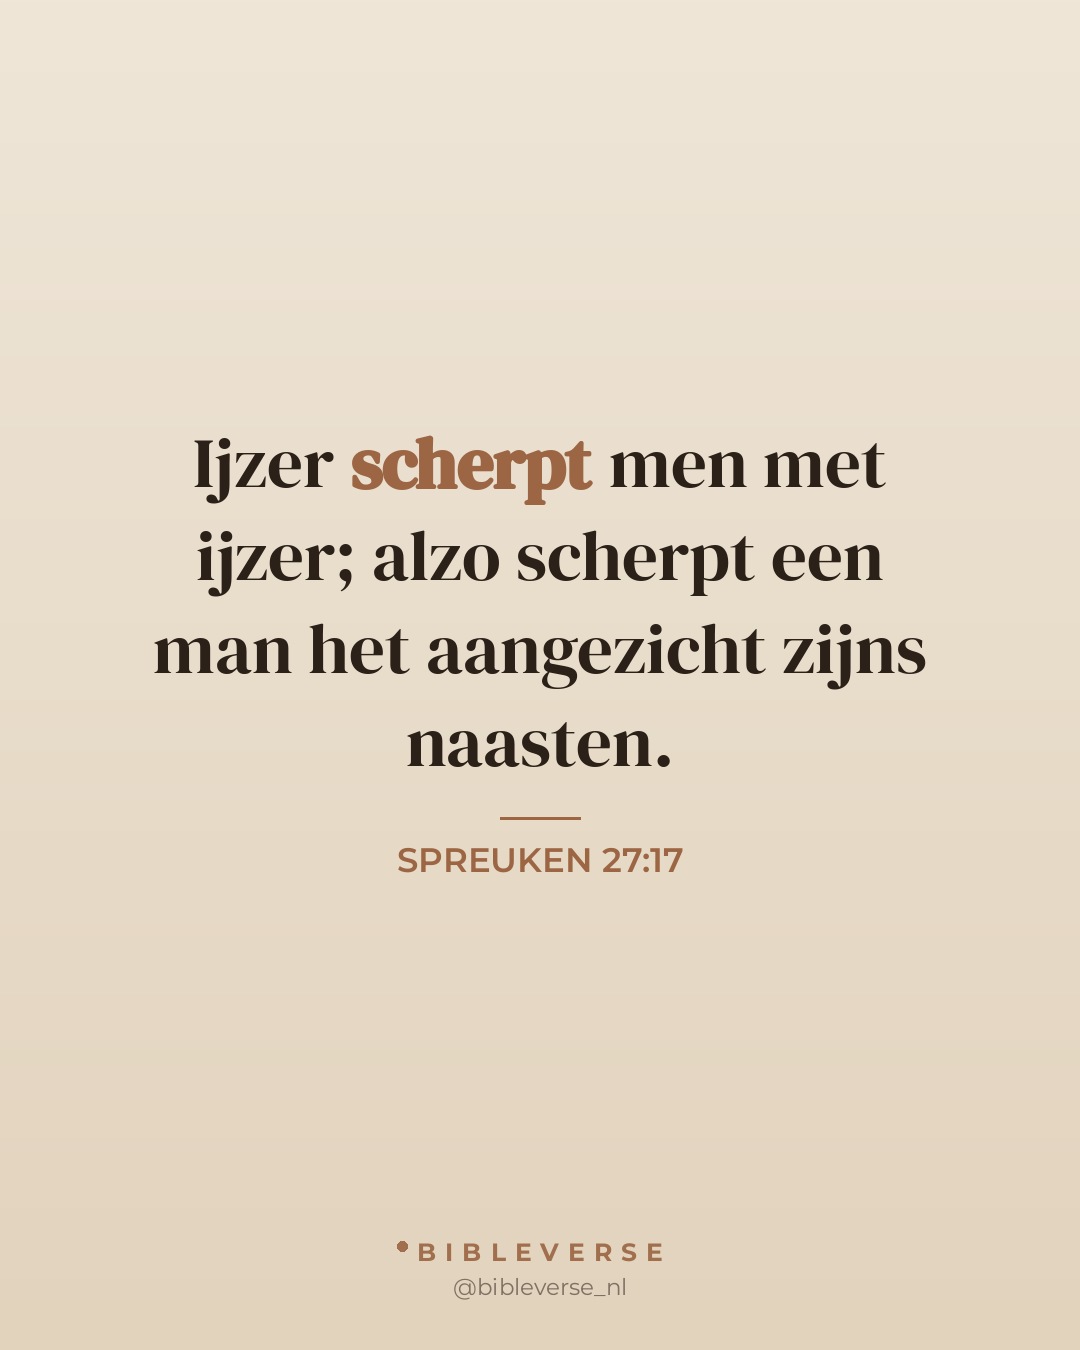 Ijzer scherpt men met
ijzer; alzo scherpt een
man het aangezicht zijns
naasten.
SPREUKEN 27:17
BIBLEVERSE
@bibleverse_nl